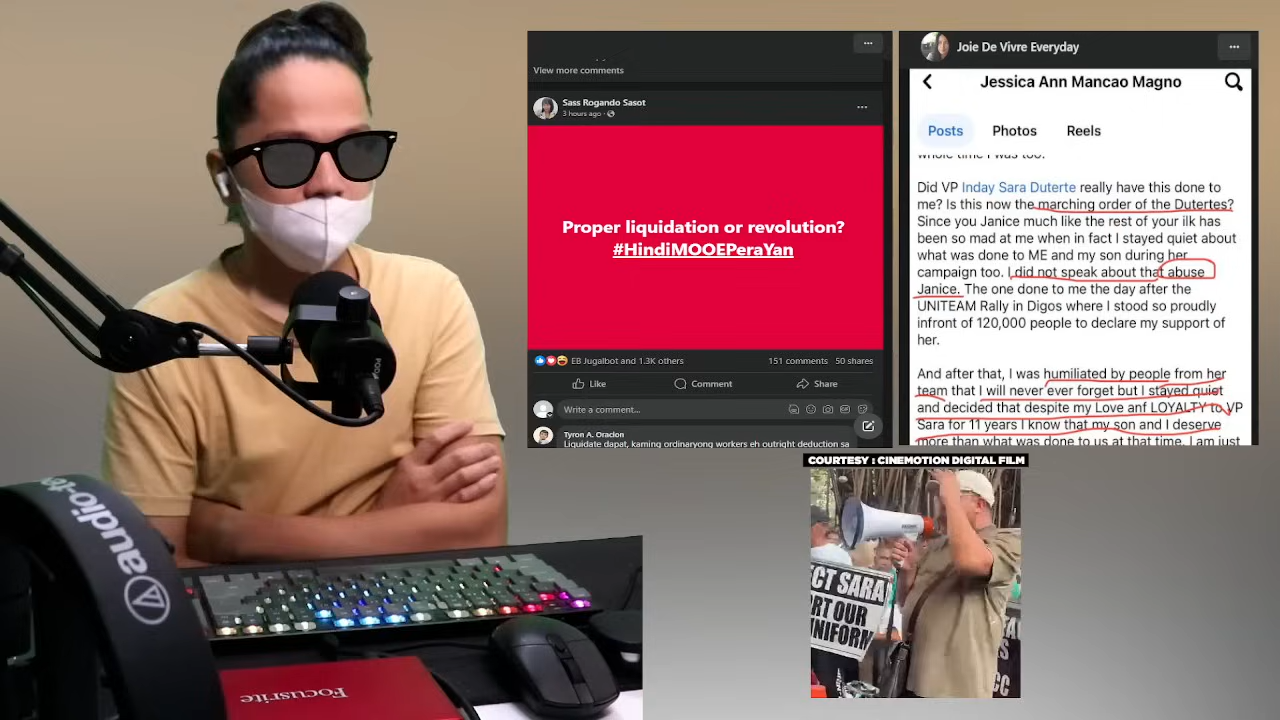 View more comments
Sass Rogando Sasot
3 hours ago
Proper liquidation or revolution?
#HindiMOOEPeraYan
EB Jugalbot and 1.3K others
151 comments 50 shares
Like
Comment
Share
Write a comment...
Tyron A. Oracion
Liquidate dapat, kaming ordinaryong workers eh outright deduction sa
Joie De Vivre Everyday
Jessica Ann Mancao Magno
Posts
Photos
Reels
whole time I was too.
Did VP Inday Sara Duterte really have this done to
me? Is this now the marching order of the Dutertes?
Since you Janice much like the rest of your ilk has
been so mad at me when in fact I stayed quiet about
what was done to ME and my son during her
campaign too. I did not speak about that abuse
Janice. The one done to me the day after the
UNITEAM Rally in Digos where I stood so proudly
infront of 120,000 people to declare my support of
her.
And after that, I was humiliated by people from her
team that I will never ever forget but I stayed quiet
and decided that despite my Love anf LOYALTY to VP
Sara for 11 years I know that my son and I deserve
more than what was done to us at that time. I am just
COURTESY : CINEMOTION DIGITAL FILM
CT SARA
RT OUR
NIFORM
CC
audio-te
Focusrite